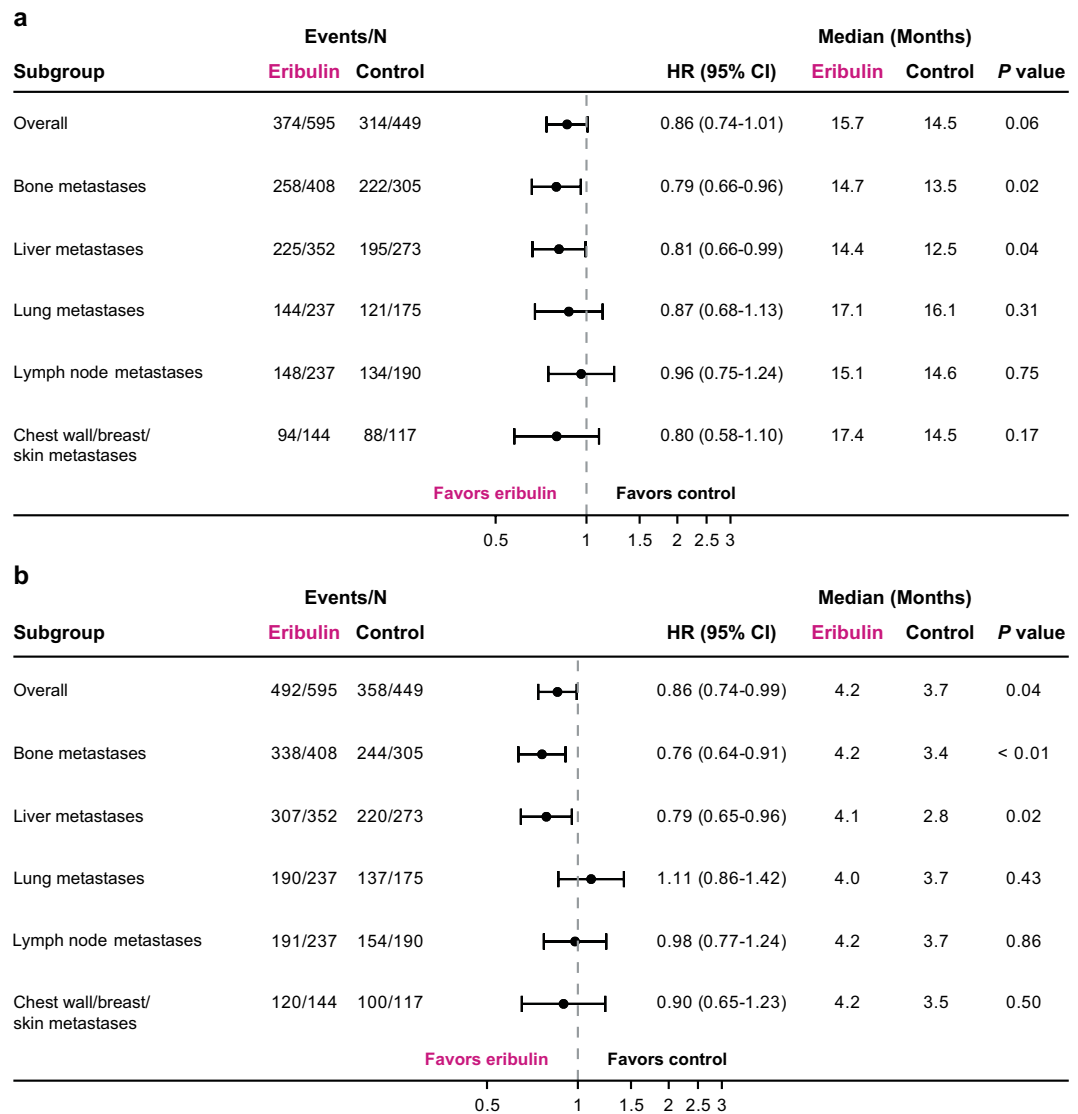 a
Events/N Median (Months)
Subgroup Eribulin Control HR (95% CI) Eribulin Control P value
Overall 374/595 314/449 0.86 (0.74-1.01) 15.7 14.5 0.06
Bone metastases 258/408 222/305 0.79 (0.66-0.96) 14.7 13.5 0.02
Liver metastases 225/352 195/273 0.81 (0.66-0.99) 14.4 12.5 0.04
Lung metastases 144/237 121/175 0.87 (0.68-1.13) 17.1 16.1 0.31
Lymph node metastases 148/237 134/190 0.96 (0.75-1.24) 15.1 14.6 0.75
Chest wall/breast/ 94/144 88/117 0.80 (0.58-1.10) 17.4 14.5 0.17
skin metastases
Favors eribulin Favors control
0.5 1 1.5 2 2.5 3
b
Events/N Median (Months)
Subgroup Eribulin Control HR (95% CI) Eribulin Control P value
Overall 492/595 358/449 0.86 (0.74-0.99) 4.2 3.7 0.04
Bone metastases 338/408 244/305 0.76 (0.64-0.91) 4.2 3.4 < 0.01
Liver metastases 307/352 220/273 0.79 (0.65-0.96) 4.1 2.8 0.02
Lung metastases 190/237 137/175 1.11 (0.86-1.42) 4.0 3.7 0.43
Lymph node metastases 191/237 154/190 0.98 (0.77-1.24) 4.2 3.7 0.86
Chest wall/breast/ 120/144 100/117 0.90 (0.65-1.23) 4.2 3.5 0.50
skin metastases
Favors eribulin Favors control
0.5 1 1.5 2 2.5 3